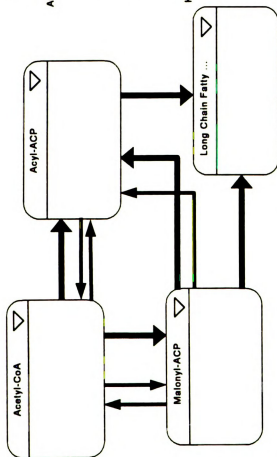 Acetyl-CoA
Acyl-ACP
Malonyl-ACP
Long Chain Fatty ...
A